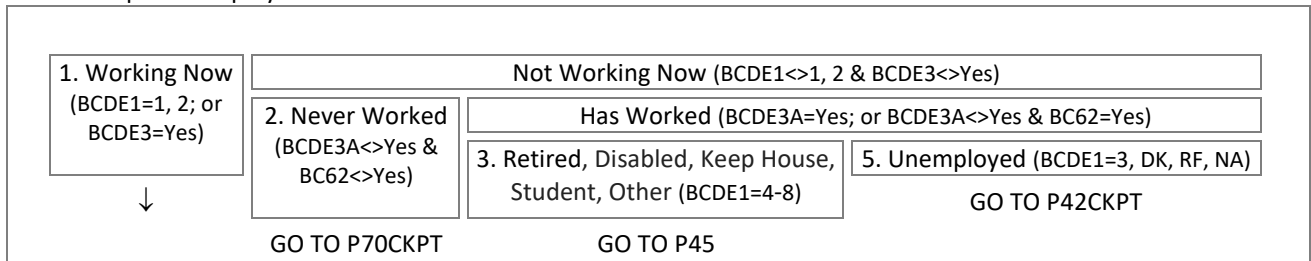 1. Working Now
(BCDE1=1, 2; or
BCDE3=Yes)
↓
Not Working Now (BCDE1<>1, 2 & BCDE3<>Yes)
2. Never Worked
(BCDE3A<>Yes &
BC62<>Yes)
GO TO P70CKPT
Has Worked (BCDE3A=Yes; or BCDE3A<>Yes & BC62=Yes)
3. Retired, Disabled, Keep House,
Student, Other (BCDE1=4-8)
GO TO P45
5. Unemployed (BCDE1=3, DK, RF, NA)
GO TO P42CKPT